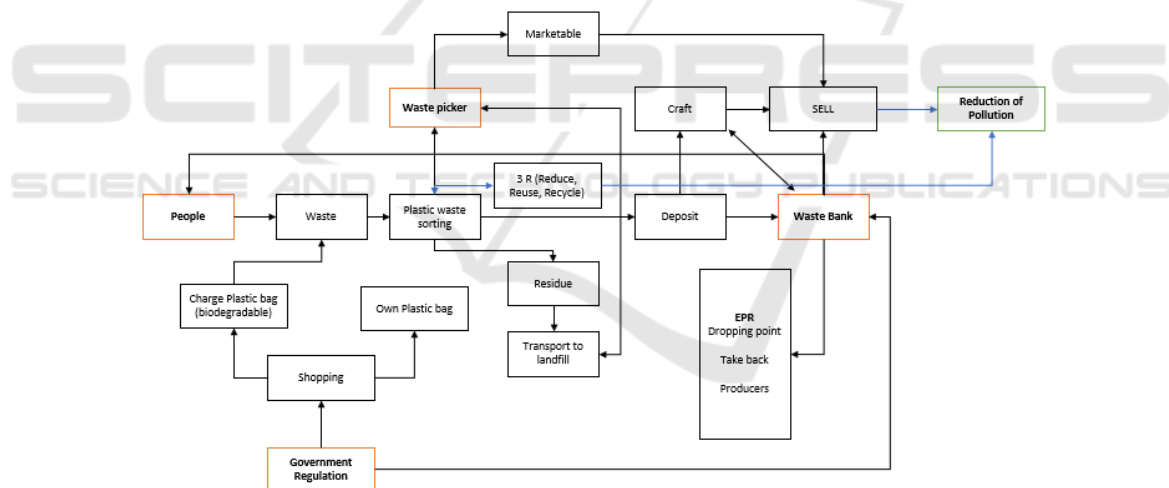 SCITEPRESS
SCIENCE AND TECHNOLOGY PUBLICATIONS
Marketable
Waste picker
Craft
SELL
Reduction of
Pollution
3 R (Reduce,
Reuse, Recycle)
People
Waste
Plastic waste
sorting
Deposit
Waste Bank
Residue
Charge Plastic bag
(biodegradable)
Own Plastic bag
EPR
Dropping point
Take back
Producers
Transport to
landfill
Shopping
Government
Regulation